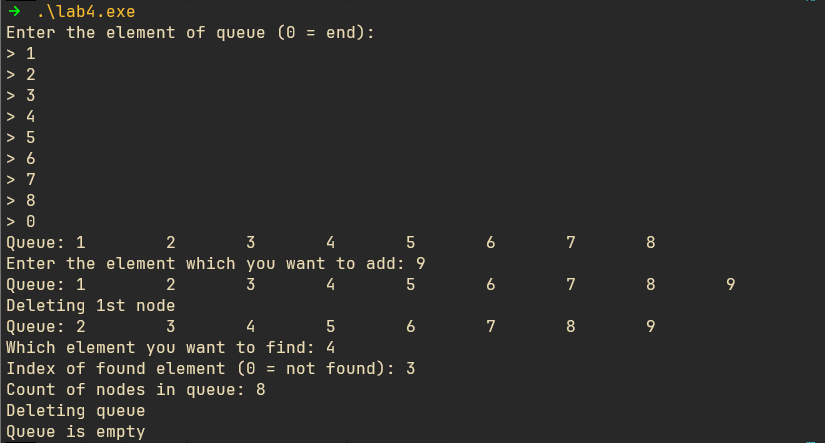 → .\lab4.exe
Enter the element of queue (0 = end):
> 1
> 2
> 3
> 4
> 5
> 6
> 7
> 8
> 0
Queue: 1 2 3 4 5 6 7 8
Enter the element which you want to add: 9
Queue: 1 2 3 4 5 6 7 8 9
Deleting 1st node
Queue: 2 3 4 5 6 7 8 9
Which element you want to find: 4
Index of found element (0 = not found): 3
Count of nodes in queue: 8
Deleting queue
Queue is empty